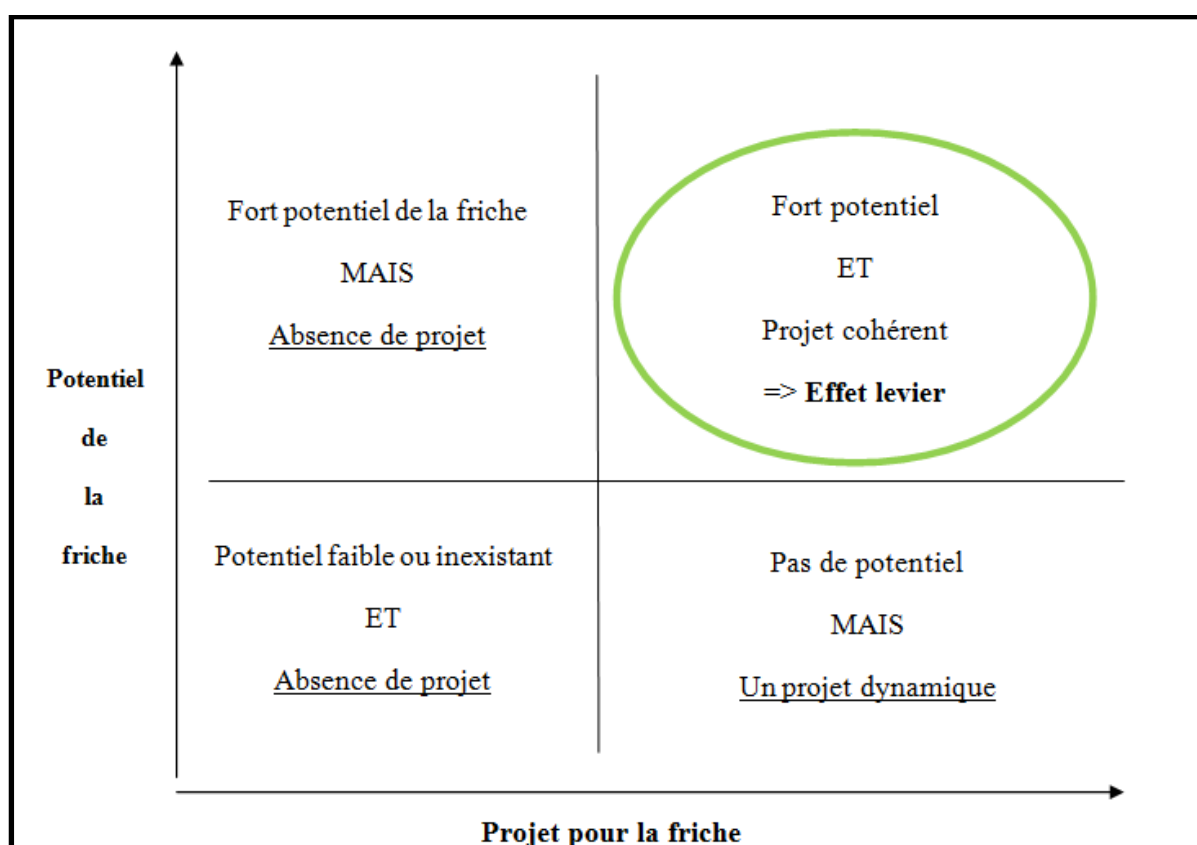 Fort potentiel de la friche
MAIS
Absence de projet
Fort potentiel
ET
Projet cohérent
=> Effet levier
Potentiel
de
la
friche
Potentiel faible ou inexistant
ET
Absence de projet
Pas de potentiel
MAIS
Un projet dynamique
Projet pour la friche